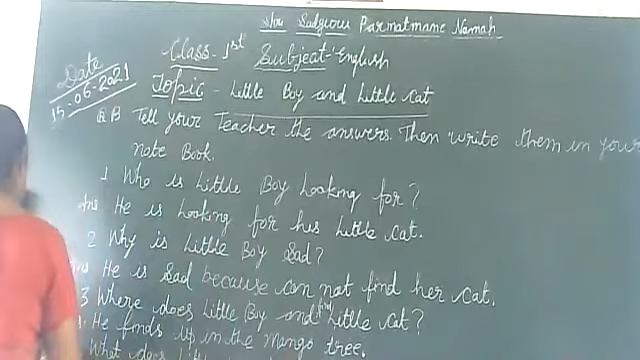 Shri Sadguru Parmatmane Namah
Class - 1st Subject - English
Date
15-06-2021
Topic - Little Boy and Little Cat
Q.B Tell your Teacher the answers. Then write them in your
note Book.
1 Who is Little Boy Looking for?
Ans He is Looking for his Little Cat.
2 Why is Little Boy Sad?
Ans He is Sad because can not find her Cat.
3 Where does Little Boy and find Little Cat?
He finds up in the mango tree.
What does